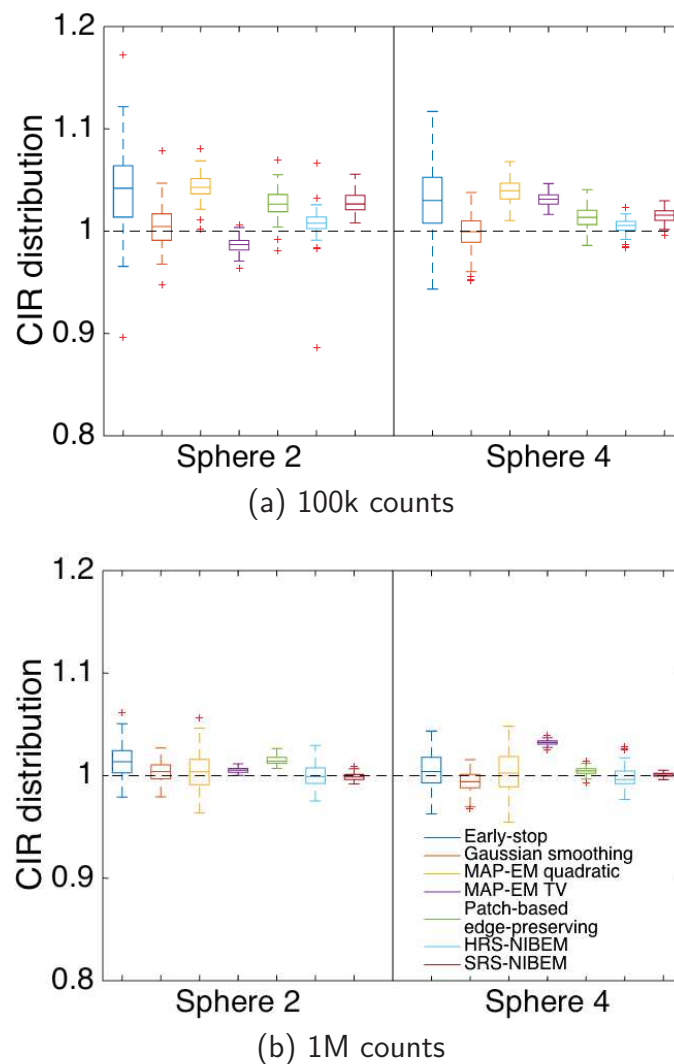 1.2
1.1
1
0.9
0.8
CIR distribution
Sphere 2
Sphere 4
(a) 100k counts
1.2
1.1
1
0.9
0.8
CIR distribution
Early-stop
Gaussian smoothing
MAP-EM quadratic
MAP-EM TV
Patch-based
edge-preserving
HRS-NIBEM
SRS-NIBEM
Sphere 2
Sphere 4
(b) 1M counts